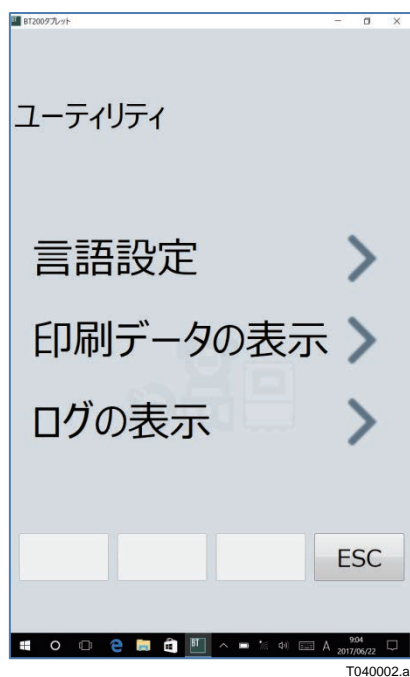 BT200タブレット
ユーティリティ
言語設定
印刷データの表示
ログの表示
ESC
BT
A
9:04
2017/06/22
T040002.a